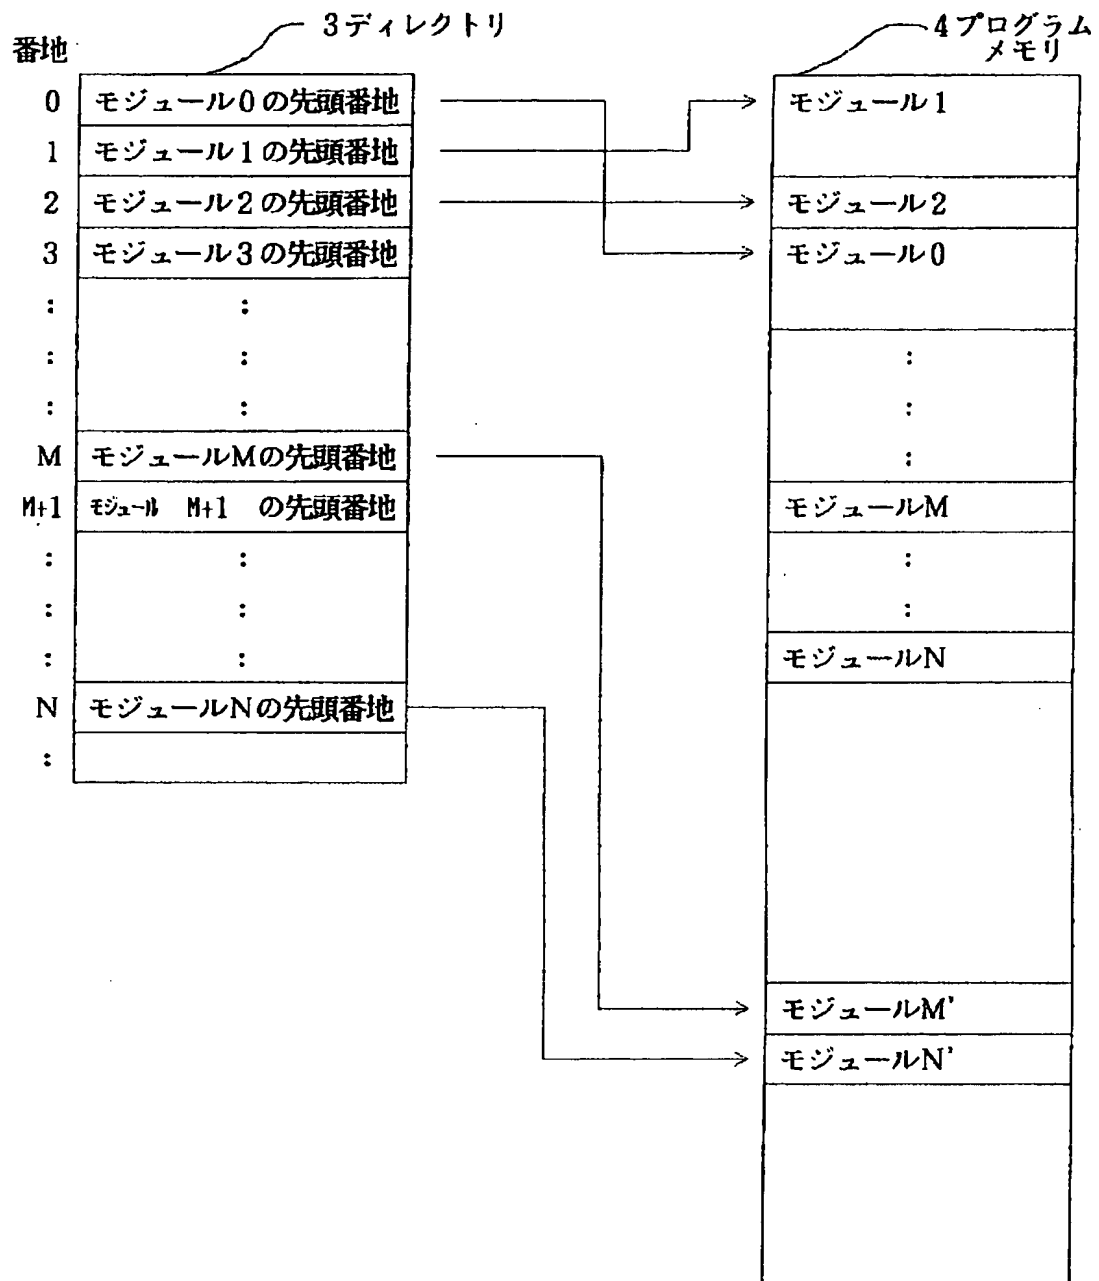 3ディレクトリ
番地
0 モジュール0の先頭番地
1 モジュール1の先頭番地
2 モジュール2の先頭番地
3 モジュール3の先頭番地
: :
: :
: :
M モジュールMの先頭番地
M+1 モジュール M+1 の先頭番地
: :
: :
: :
N モジュールNの先頭番地
:
4プログラム
メモリ
モジュール1
モジュール2
モジュール0
:
:
:
モジュールM
:
:
モジュールN
モジュールM'
モジュールN'